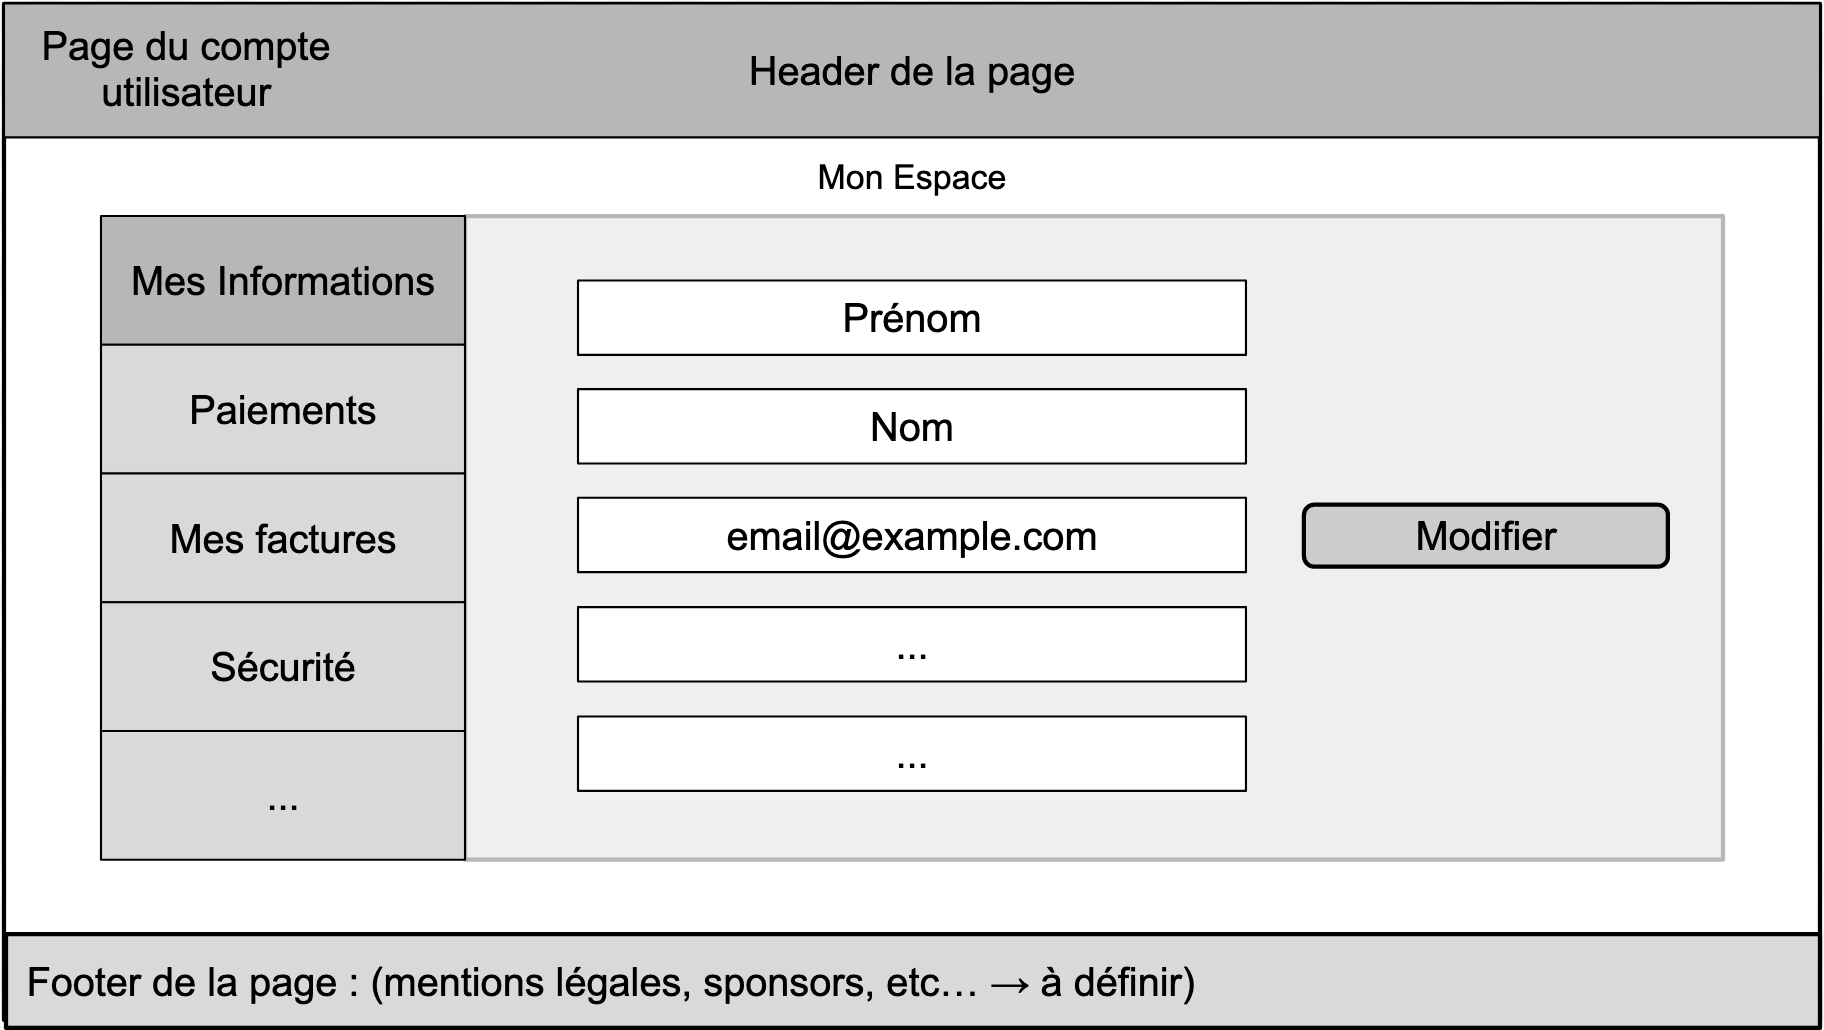 Page du compte
utilisateur
Header de la page
Mon Espace
Mes Informations
Paiements
Mes factures
Sécurité
...
Prénom
Nom
email@example.com
...
...
Modifier
Footer de la page : (mentions légales, sponsors, etc… → à définir)